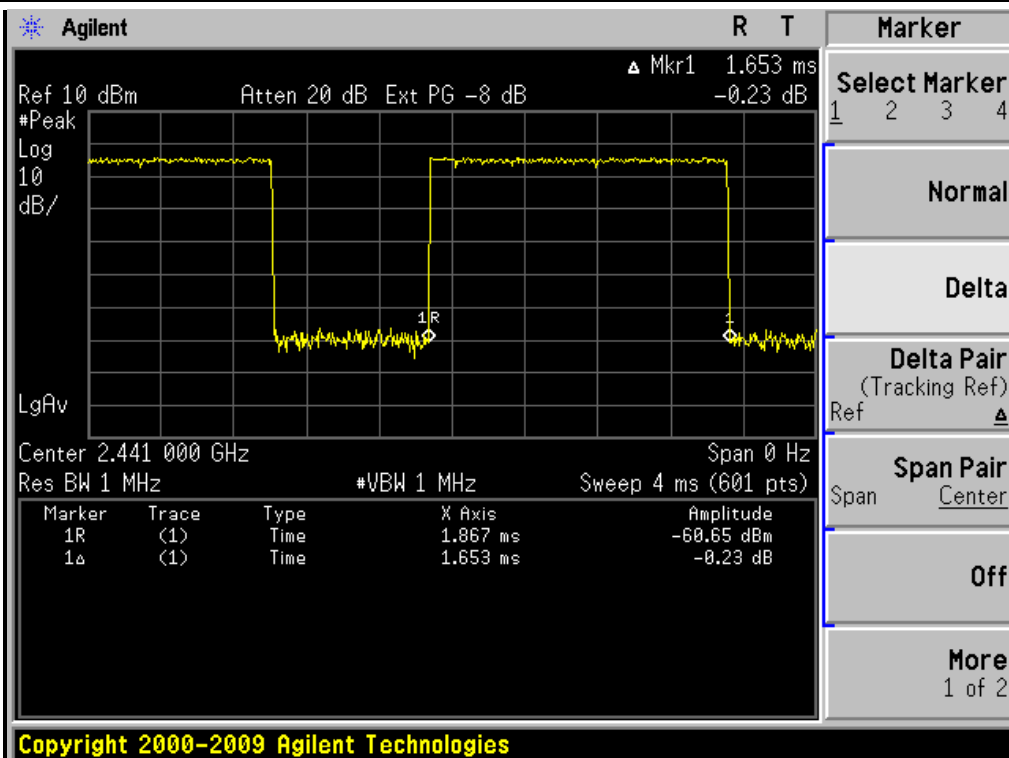 Agilent R T
Marker
Δ Mkr1 1.653 ms
Ref 10 dBm Atten 20 dB Ext PG -8 dB -0.23 dB
#Peak
Log
10
dB/
1R
1
LgAv
Center 2.441 000 GHz Span 0 Hz
Res BW 1 MHz #VBW 1 MHz Sweep 4 ms (601 pts)
Marker Trace Type X Axis Amplitude
1R (1) Time 1.867 ms -60.65 dBm
1Δ (1) Time 1.653 ms -0.23 dB
Select Marker
1 2 3 4
Normal
Delta
Delta Pair
(Tracking Ref)
Ref Δ
Span Pair
Span Center
Off
More
1 of 2
Copyright 2000-2009 Agilent Technologies